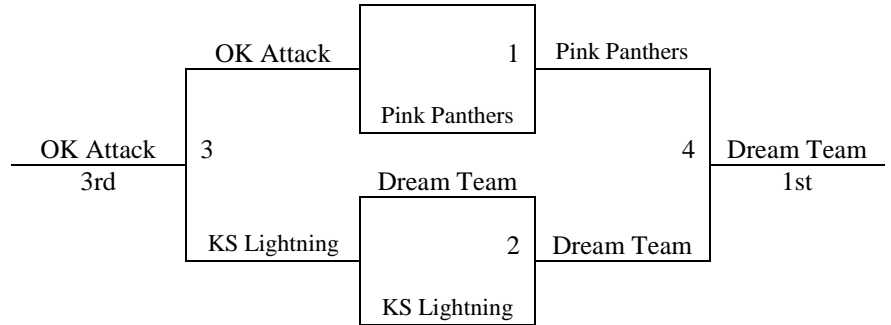 OK Attack
1
Pink Panthers
Pink Panthers
OK Attack
3
4
Dream Team
3rd
Dream Team
1st
KS Lightning
2
Dream Team
KS Lightning